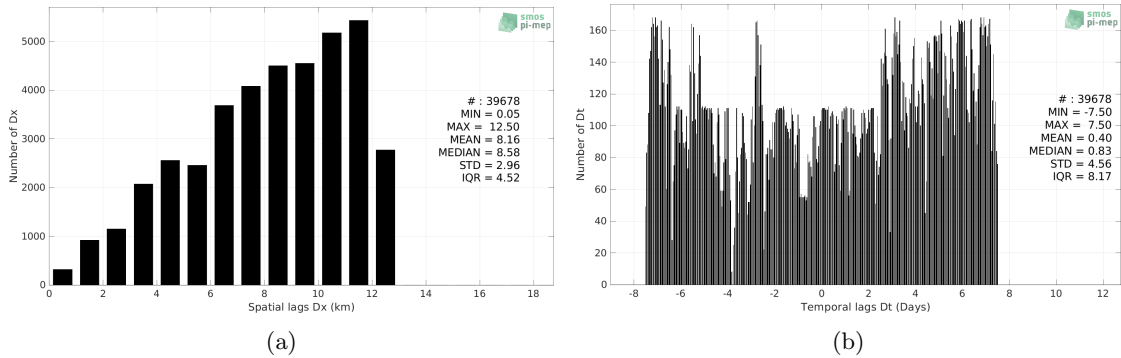 smos
pi-mep
5000
4000
3000
2000
1000
0
Number of Dx
# : 39678
MIN = 0.05
MAX = 12.50
MEAN = 8.16
MEDIAN = 8.58
STD = 2.96
IQR = 4.52
0 2 4 6 8 10 12 14 16 18
Spatial lags Dx (km)
(a)
smos
pi-mep
160
140
120
100
80
60
40
20
0
Number of Dt
# : 39678
MIN = -7.50
MAX = 7.50
MEAN = 0.40
MEDIAN = 0.83
STD = 4.56
IQR = 8.17
-8 -6 -4 -2 0 2 4 6 8 10 12
Temporal lags Dt (Days)
(b)